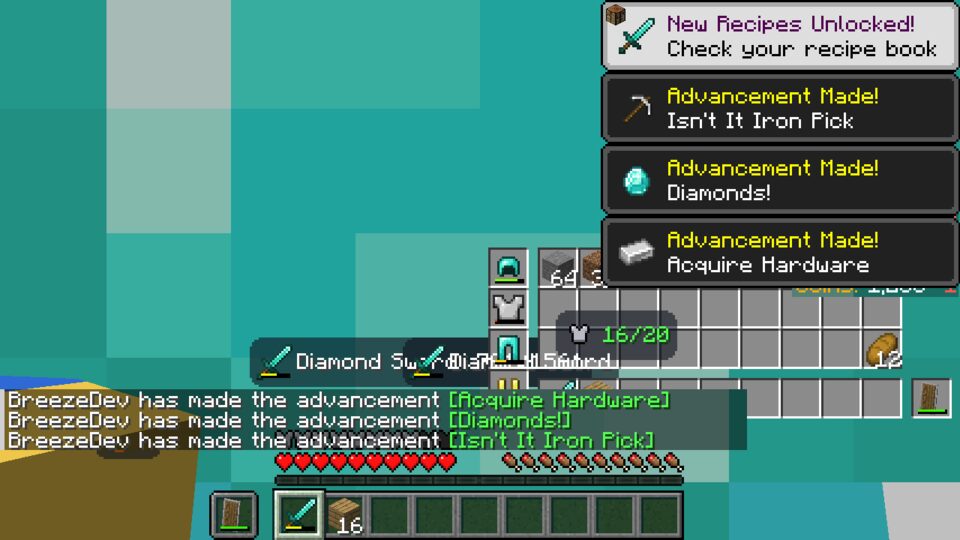 New Recipes Unlocked!
Check your recipe book
Advancement Made!
Isn't It Iron Pick
Advancement Made!
Diamonds!
Advancement Made!
Acquire Hardware
64
16/20
12
Diamond
BreezeDev has made the advancement [Acquire Hardware]
BreezeDev has made the advancement [Diamonds!]
BreezeDev has made the advancement [Isn't It Iron Pick]
16